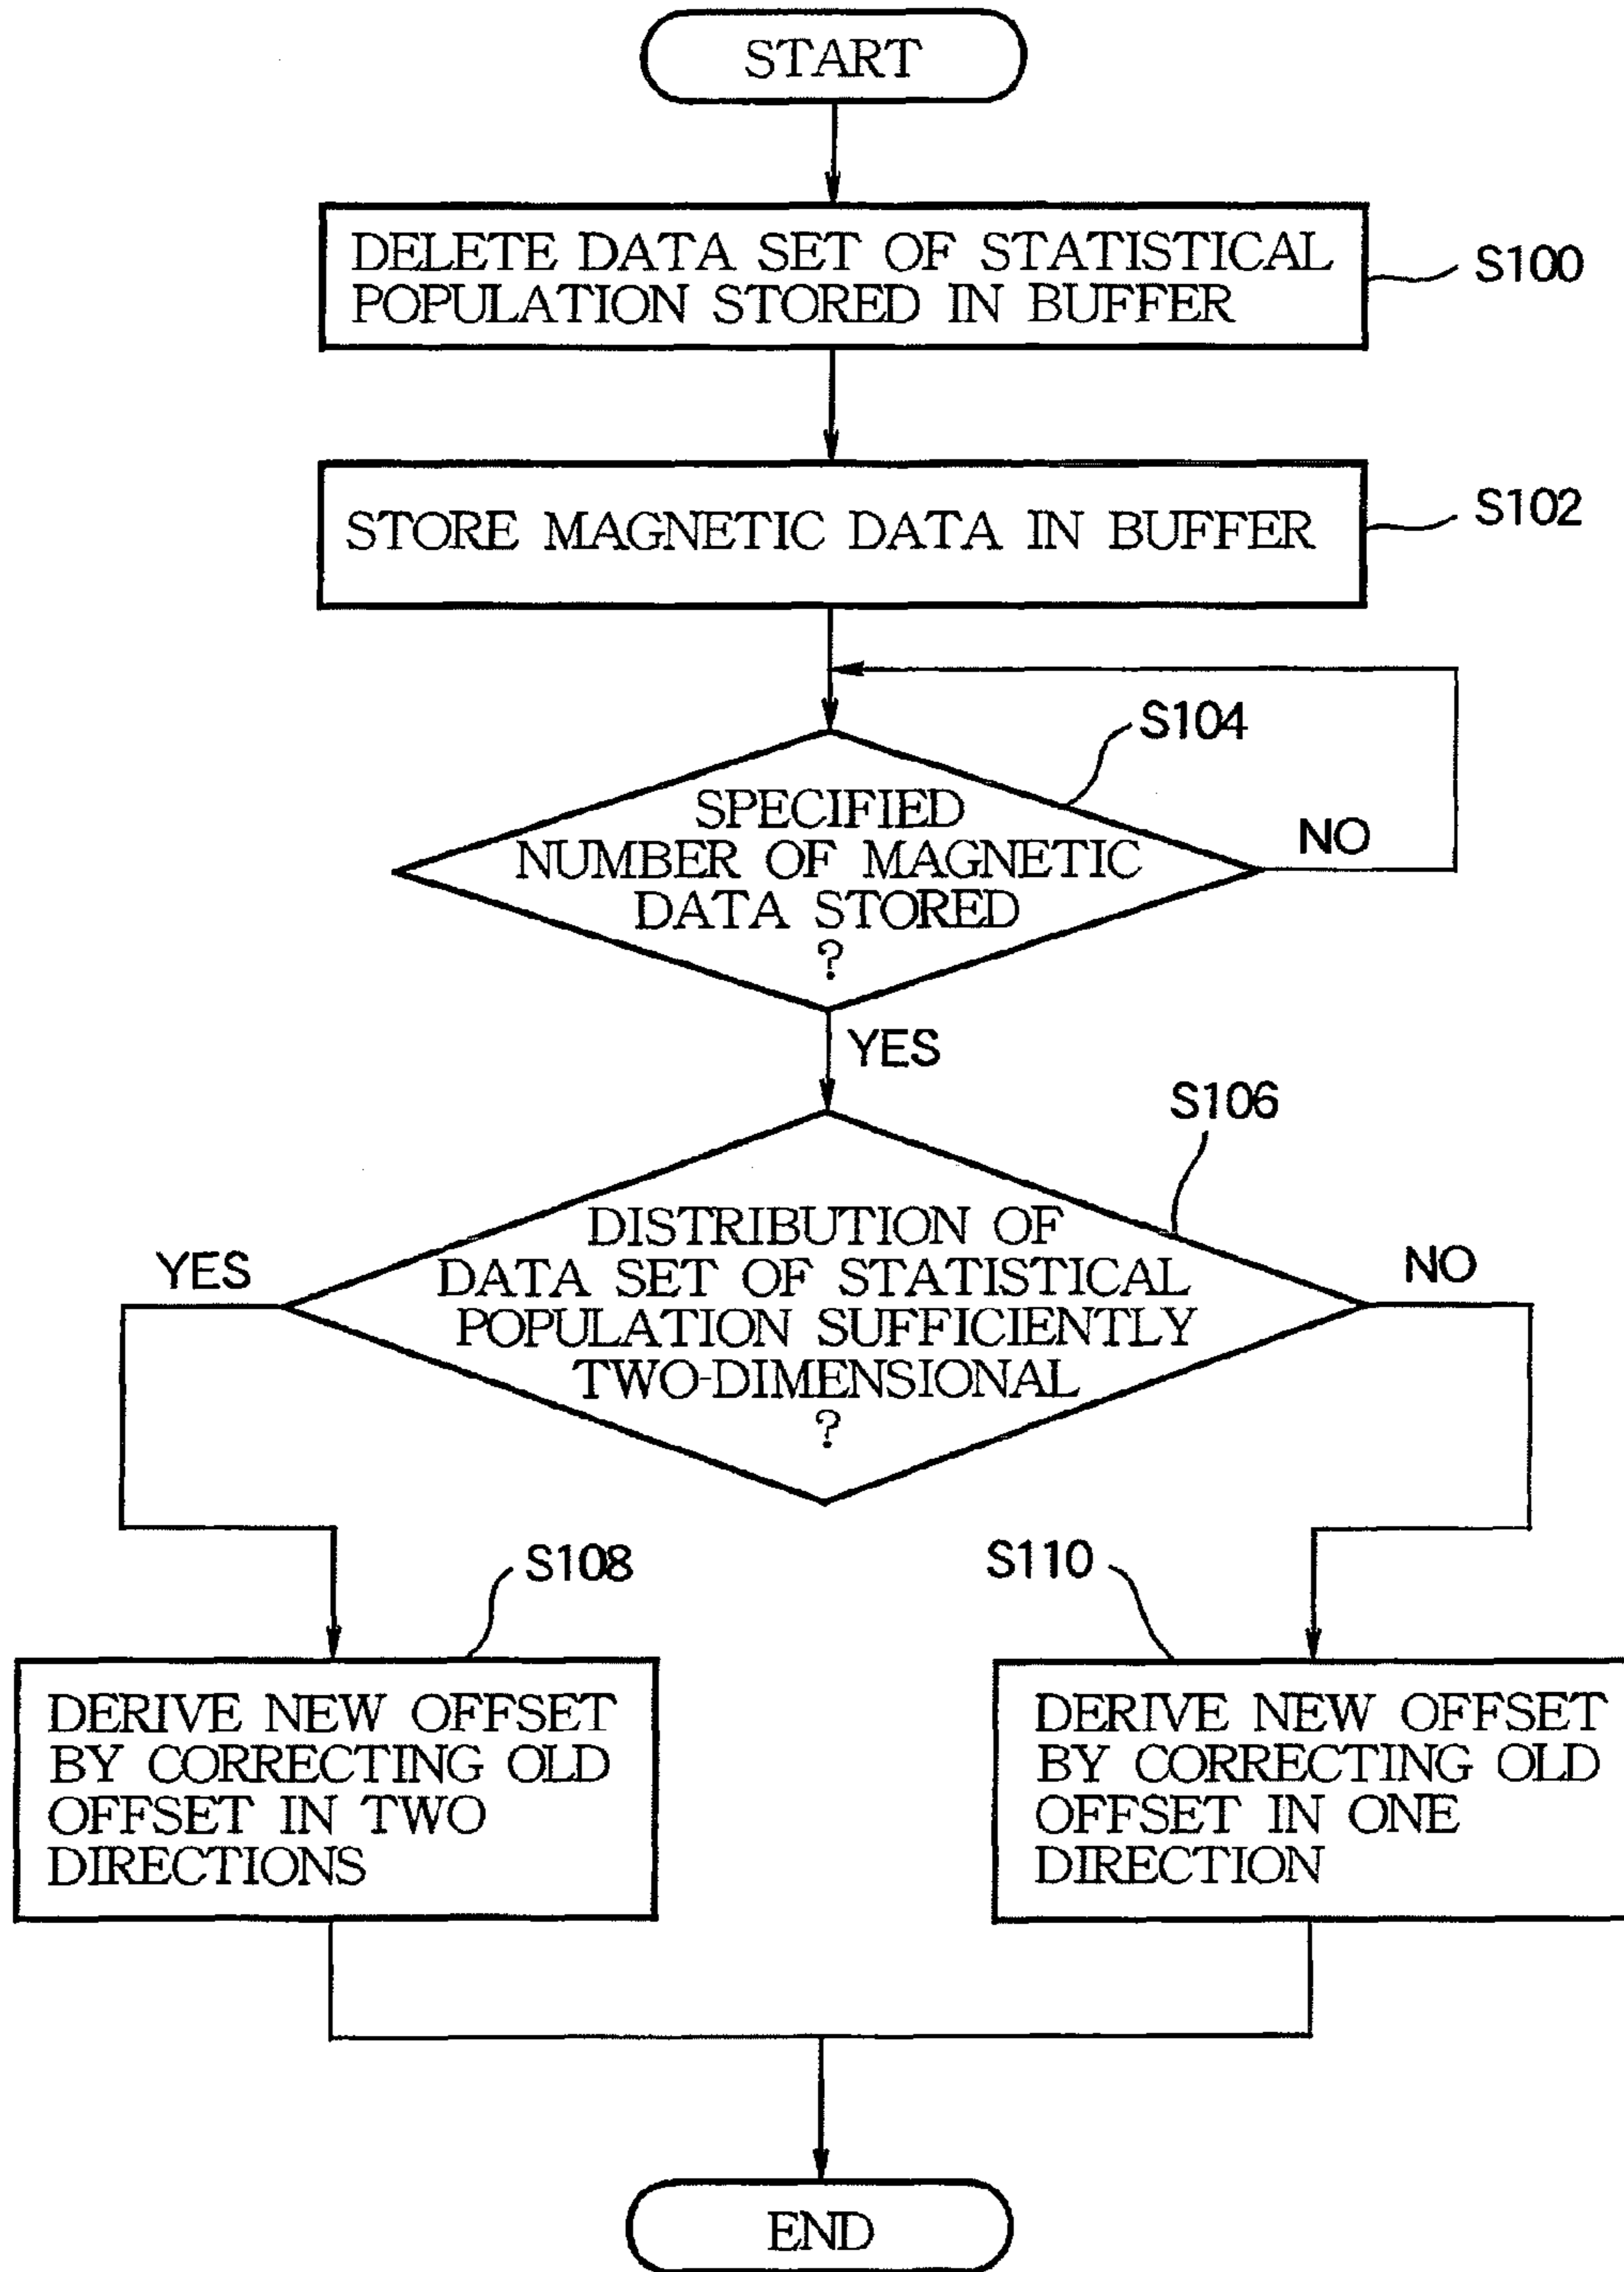 START
DELETE DATA SET OF STATISTICAL
POPULATION STORED IN BUFFER
S100
STORE MAGNETIC DATA IN BUFFER
S102
S104
SPECIFIED
NUMBER OF MAGNETIC
DATA STORED
?
NO
YES
S106
DISTRIBUTION OF
DATA SET OF STATISTICAL
POPULATION SUFFICIENTLY
TWO-DIMENSIONAL
?
YES
NO
S108
S110
DERIVE NEW OFFSET
BY CORRECTING OLD
OFFSET IN TWO
DIRECTIONS
DERIVE NEW OFFSET
BY CORRECTING OLD
OFFSET IN ONE
DIRECTION
END